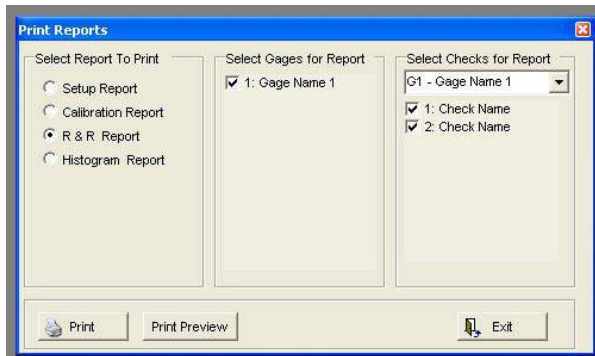 Print Reports
Select Report To Print
Setup Report
Calibration Report
R & R Report
Histogram Report
Select Gages for Report
1: Gage Name 1
Select Checks for Report
G1 - Gage Name 1
1: Check Name
2: Check Name
Print
Print Preview
Exit